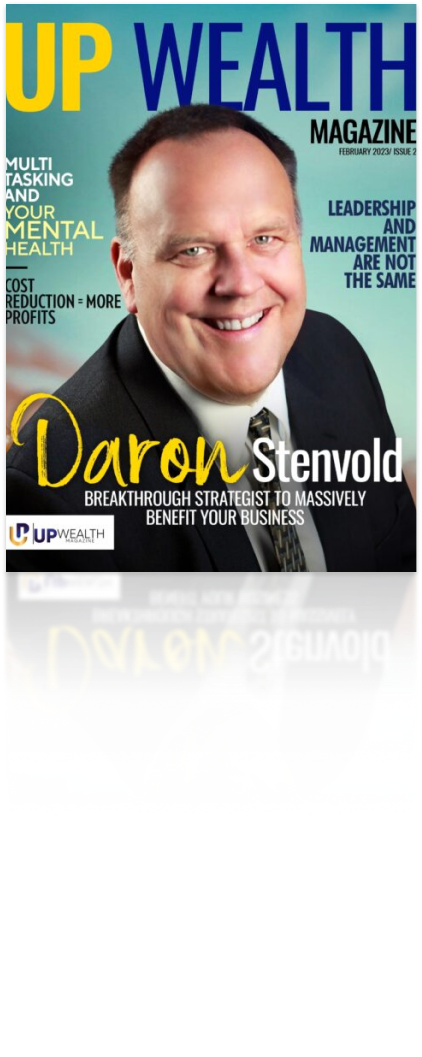 UP WEALTH
MAGAZINE
FEBRUARY 2023/ ISSUE 2
MULTI
TASKING
AND
YOUR
MENTAL
HEALTH
COST
REDUCTION = MORE
PROFITS
LEADERSHIP
AND
MANAGEMENT
ARE NOT
THE SAME
Daron Stenvold
BREAKTHROUGH STRATEGIST TO MASSIVELY
BENEFIT YOUR BUSINESS
UP UPWEALTH
MAGAZINE